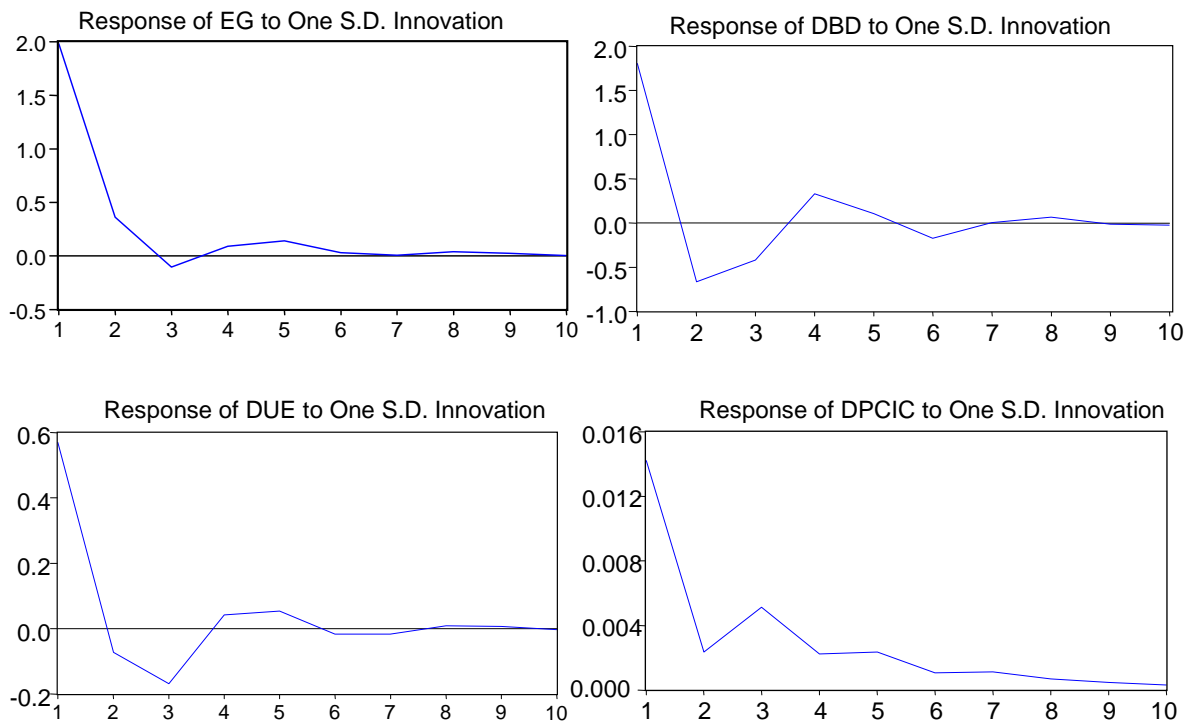 Response of EG to One S.D. Innovation
2.0
1.5
1.0
0.5
0.0
-0.5
1 2 3 4 5 6 7 8 9 10
Response of DBD to One S.D. Innovation
2.0
1.5
1.0
0.5
0.0
-0.5
-1.0
1 2 3 4 5 6 7 8 9 10
Response of DUE to One S.D. Innovation
0.6
0.4
0.2
0.0
-0.2
1 2 3 4 5 6 7 8 9 10
Response of DPCIC to One S.D. Innovation
0.016
0.012
0.008
0.004
0.000
1 2 3 4 5 6 7 8 9 10